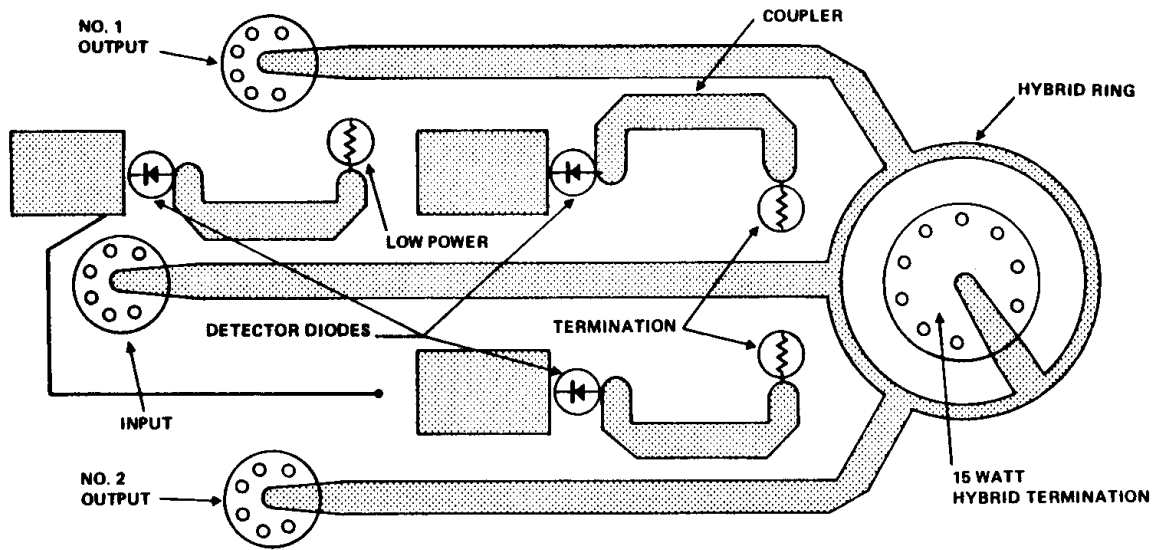 NO. 1
OUTPUT
COUPLER
HYBRID RING
LOW POWER
DETECTOR DIODES
TERMINATION
INPUT
NO. 2
OUTPUT
15 WATT
HYBRID TERMINATION